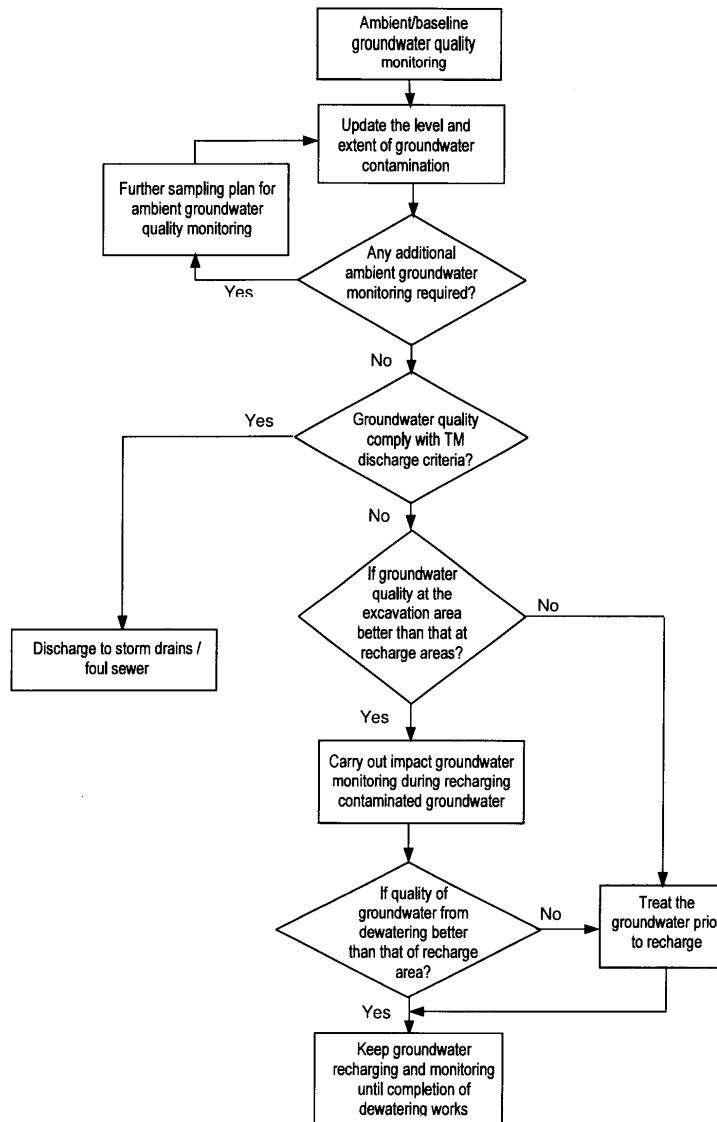 Ambient/baseline
groundwater quality
monitoring
Update the level and
extent of groundwater
contamination
Further sampling plan for
ambient groundwater
quality monitoring
Any additional
ambient groundwater
monitoring required?
Yes
No
Groundwater quality
comply with TM
discharge criteria?
Yes
No
If groundwater
quality at the
excavation area
better than that at
recharge areas?
No
Discharge to storm drains /
foul sewer
Yes
Carry out impact groundwater
monitoring during recharging
contaminated groundwater
If quality of
groundwater from
dewatering better
than that of recharge
area?
No
Treat the
groundwater prior
to recharge
Yes
Keep groundwater
recharging and monitoring
until completion of
dewatering works